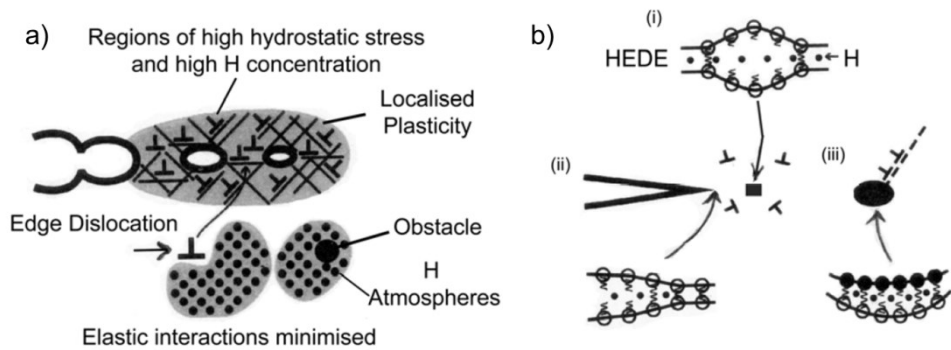 a)
Regions of high hydrostatic stress
and high H concentration
Localised
Plasticity
Edge Dislocation
Obstacle
H
Atmospheres
Elastic interactions minimised
b)
(i)
HEDE
H
(ii)
(iii)